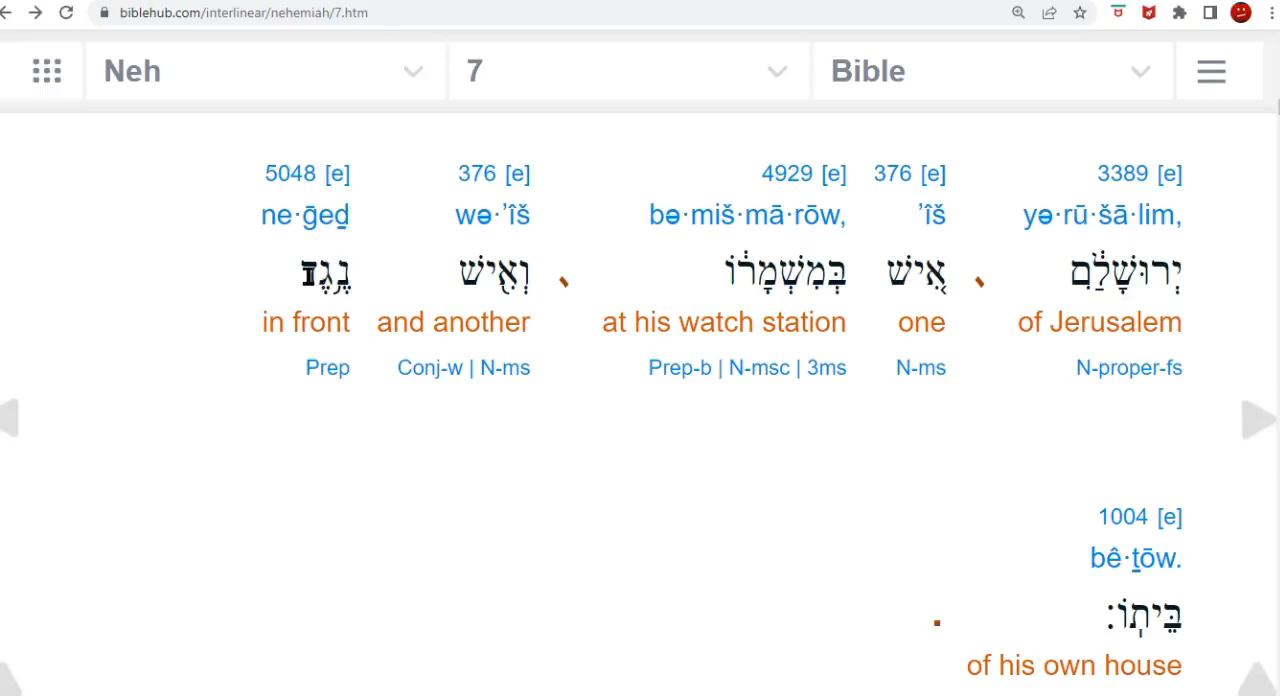 biblehub.com/interlinear/nehemiah/7.htm
Neh 7 Bible
5048 [e] 376 [e] 4929 [e] 376 [e] 3389 [e]
ne·ḡeḏ wə·’îš bə·miš·mā·rōw, ’îš yə·rū·šā·lim,
יְרוּשָׁלִַ֔ם 、 אִ֚ישׁ בְּמִשְׁמָר֔וֹ 、 וְאִ֖ישׁ נֶ֥גֶד
in front and another at his watch station one of Jerusalem
Prep Conj-w | N-ms Prep-b | N-msc | 3ms N-ms N-proper-fs
1004 [e]
bê·ṯōw.
בֵּיתֽוֹ׃ .
of his own house